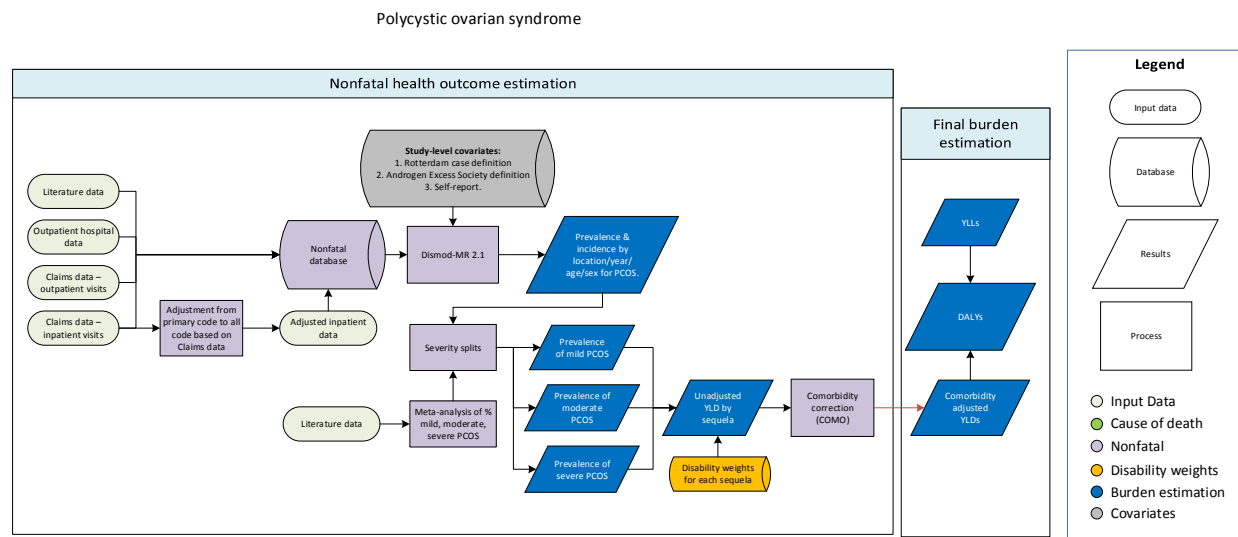 Polycystic ovarian syndrome
Nonfatal health outcome estimation
Literature data
Outpatient hospital
data
Claims data –
outpatient visits
Claims data –
inpatient visits
Adjustment from
primary code to all
code based on
Claims data
Adjusted inpatient
data
Nonfatal
database
Study-level covariates:
1. Rotterdam case definition
2. Androgen Excess Society definition
3. Self-report.
Dismod-MR 2.1
Prevalence &
incidence by
location/year/
age/sex for PCOS.
Severity splits
Literature data
Meta-analysis of %
mild, moderate,
severe PCOS
Prevalence
of mild PCOS
Prevalence of
moderate
PCOS
Prevalence of
severe PCOS
Unadjusted
YLD by
sequela
Disability weights
for each sequela
Comorbidity
correction
(COMO)
Final burden
estimation
YLLs
DALYs
Comorbidity
adjusted
YLDs
Legend
Input data
Database
Results
Process
Input Data
Cause of death
Nonfatal
Disability weights
Burden estimation
Covariates